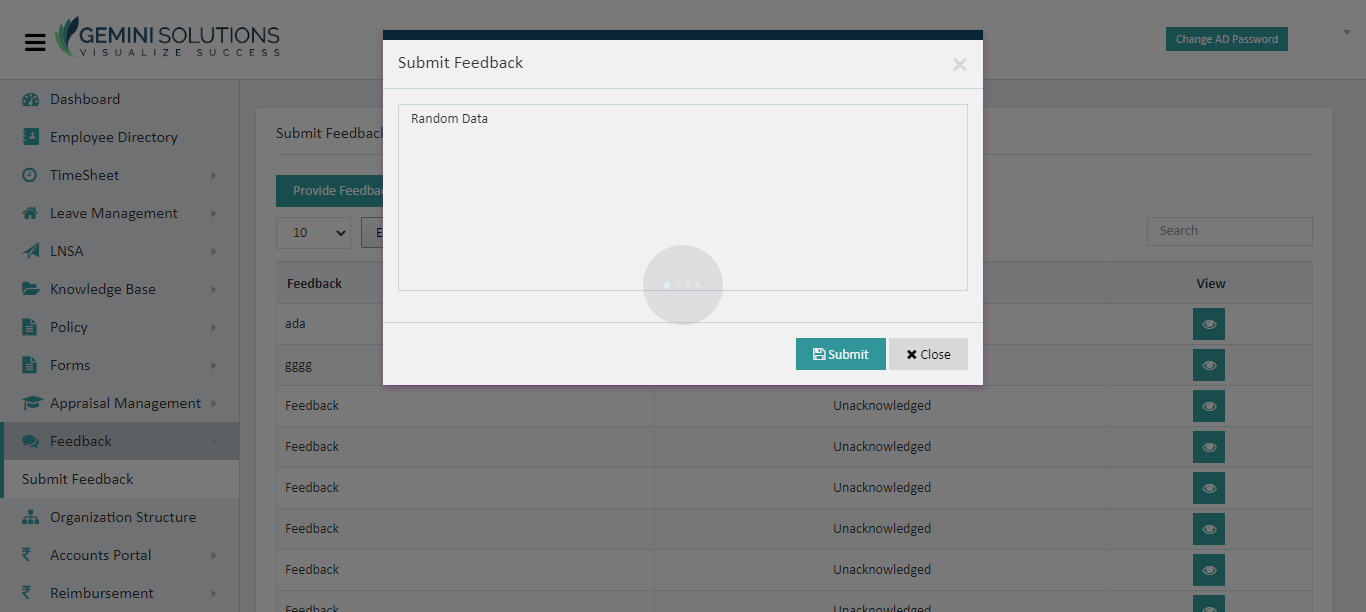 GEMINI SOLUTIONS
VISUALIZE SUCCESS
Change AD Password
Dashboard
Employee Directory
TimeSheet
Leave Management
LNSA
Knowledge Base
Policy
Forms
Appraisal Management
Feedback
Submit Feedback
Organization Structure
Accounts Portal
Reimbursement
Submit Feedback
×
Random Data
Submit
Close
Submit Feedback
Provide Feedba
10
Search
Feedback
View
ada
gggg
Feedback Unacknowledged
Feedback Unacknowledged
Feedback Unacknowledged
Feedback Unacknowledged
Feedback Unacknowledged
Feedback Unacknowledged